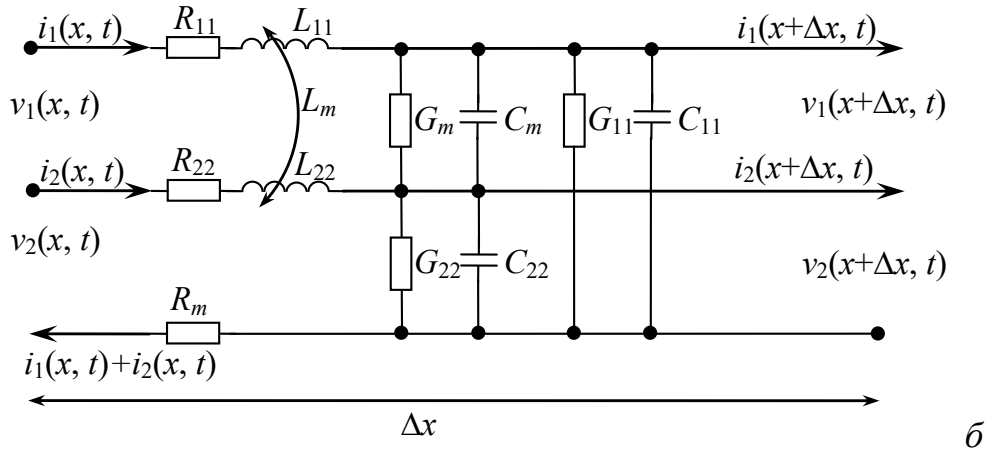 i₁(x, t) R₁₁ L₁₁ i₁(x+Δx, t)
v₁(x, t) Lₘ Gₘ Cₘ G₁₁ C₁₁ v₁(x+Δx, t)
i₂(x, t) R₂₂ L₂₂ i₂(x+Δx, t)
v₂(x, t) G₂₂ C₂₂ v₂(x+Δx, t)
Rₘ
i₁(x, t)+i₂(x, t)
Δx
б